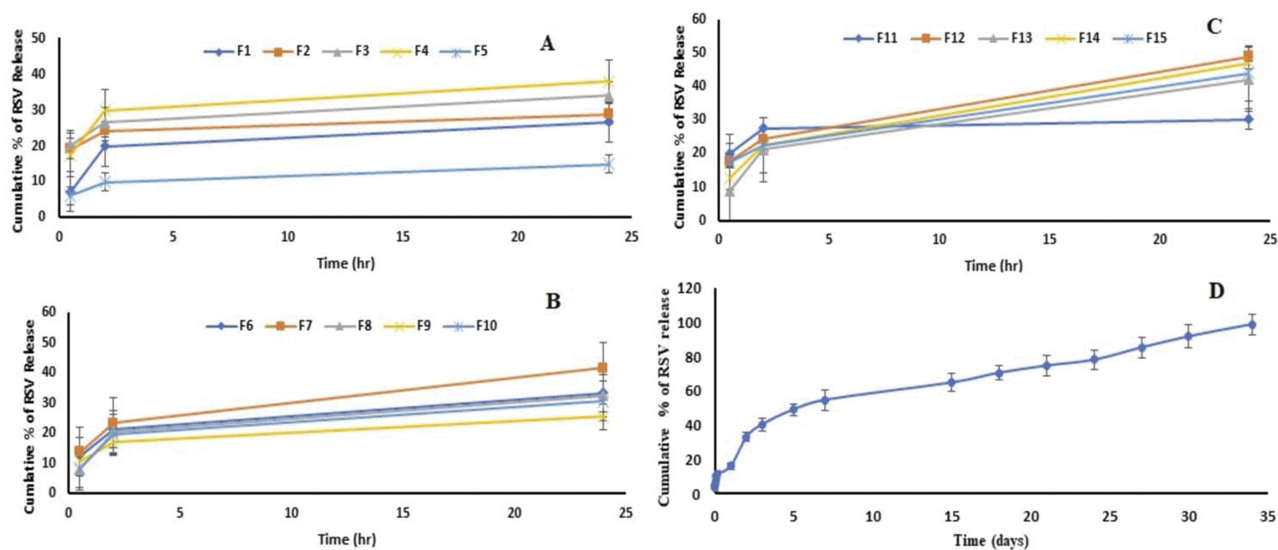 A
F1 F2 F3 F4 F5
Cumulative % of RSV Release
50
40
30
20
10
0
0 5 10 15 20 25
Time (hr)
C
F11 F12 F13 F14 F15
Cumulative % of RSV Release
60
50
40
30
20
10
0
0 5 10 15 20 25
Time (hr)
B
F6 F7 F8 F9 F10
Cumlative % of RSV Release
60
50
40
30
20
10
0
0 5 10 15 20 25
Time (hr)
D
Cumulative % of RSV release
120
100
80
60
40
20
0
0 5 10 15 20 25 30 35
Time (days)